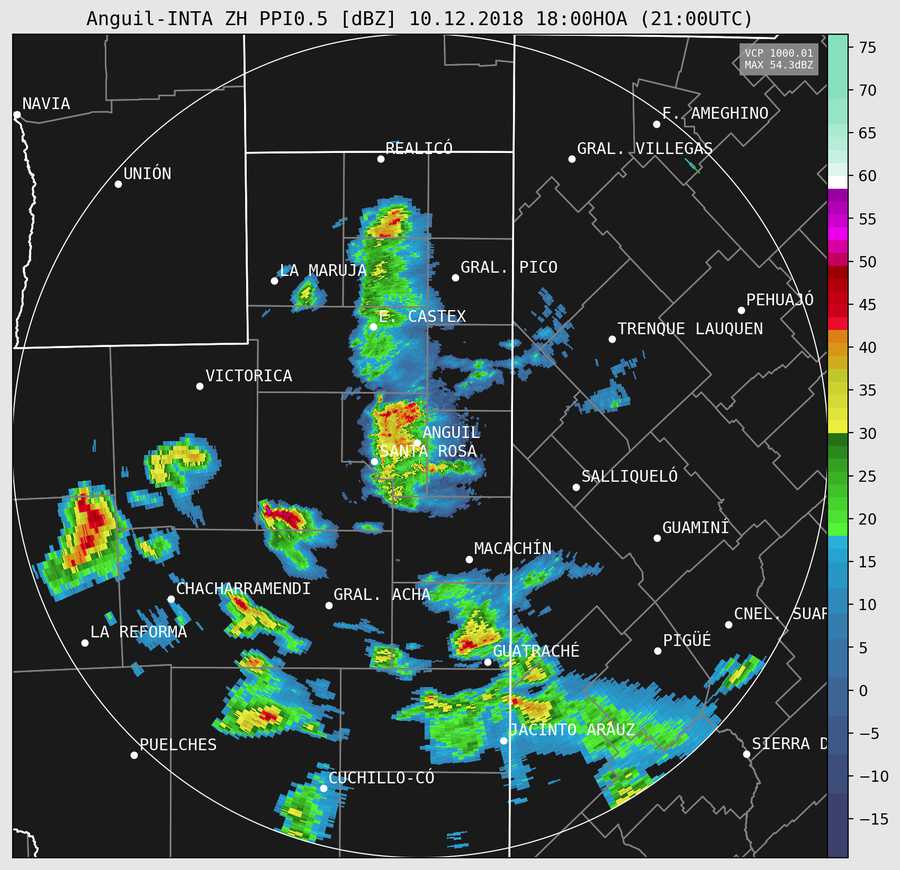 Anguil-INTA ZH PPI0.5 [dBZ] 10.12.2018 18:00HOA (21:00UTC)
VCP 1000.01
MAX 54.3dBZ
NAVIA
F. AMEGHINO
REALICÓ
GRAL. VILLEGAS
UNIÓN
LA MARUJA
GRAL. PICO
PEHUAJÓ
E. CASTEX
TRENQUE LAUQUEN
VICTORICA
ANGUIL
SANTA ROSA
SALLIQUELÓ
GUAMINÍ
MACACHÍN
CHACHARRAMENDI
GRAL. ACHA
CNEL. SUAR
LA REFORMA
PIGÜÉ
GUATRACHÉ
JACINTO ARÁUZ
PUELCHES
SIERRA D
CUCHILLO-CÓ
75
70
65
60
55
50
45
40
35
30
25
20
15
10
5
0
−5
−10
−15